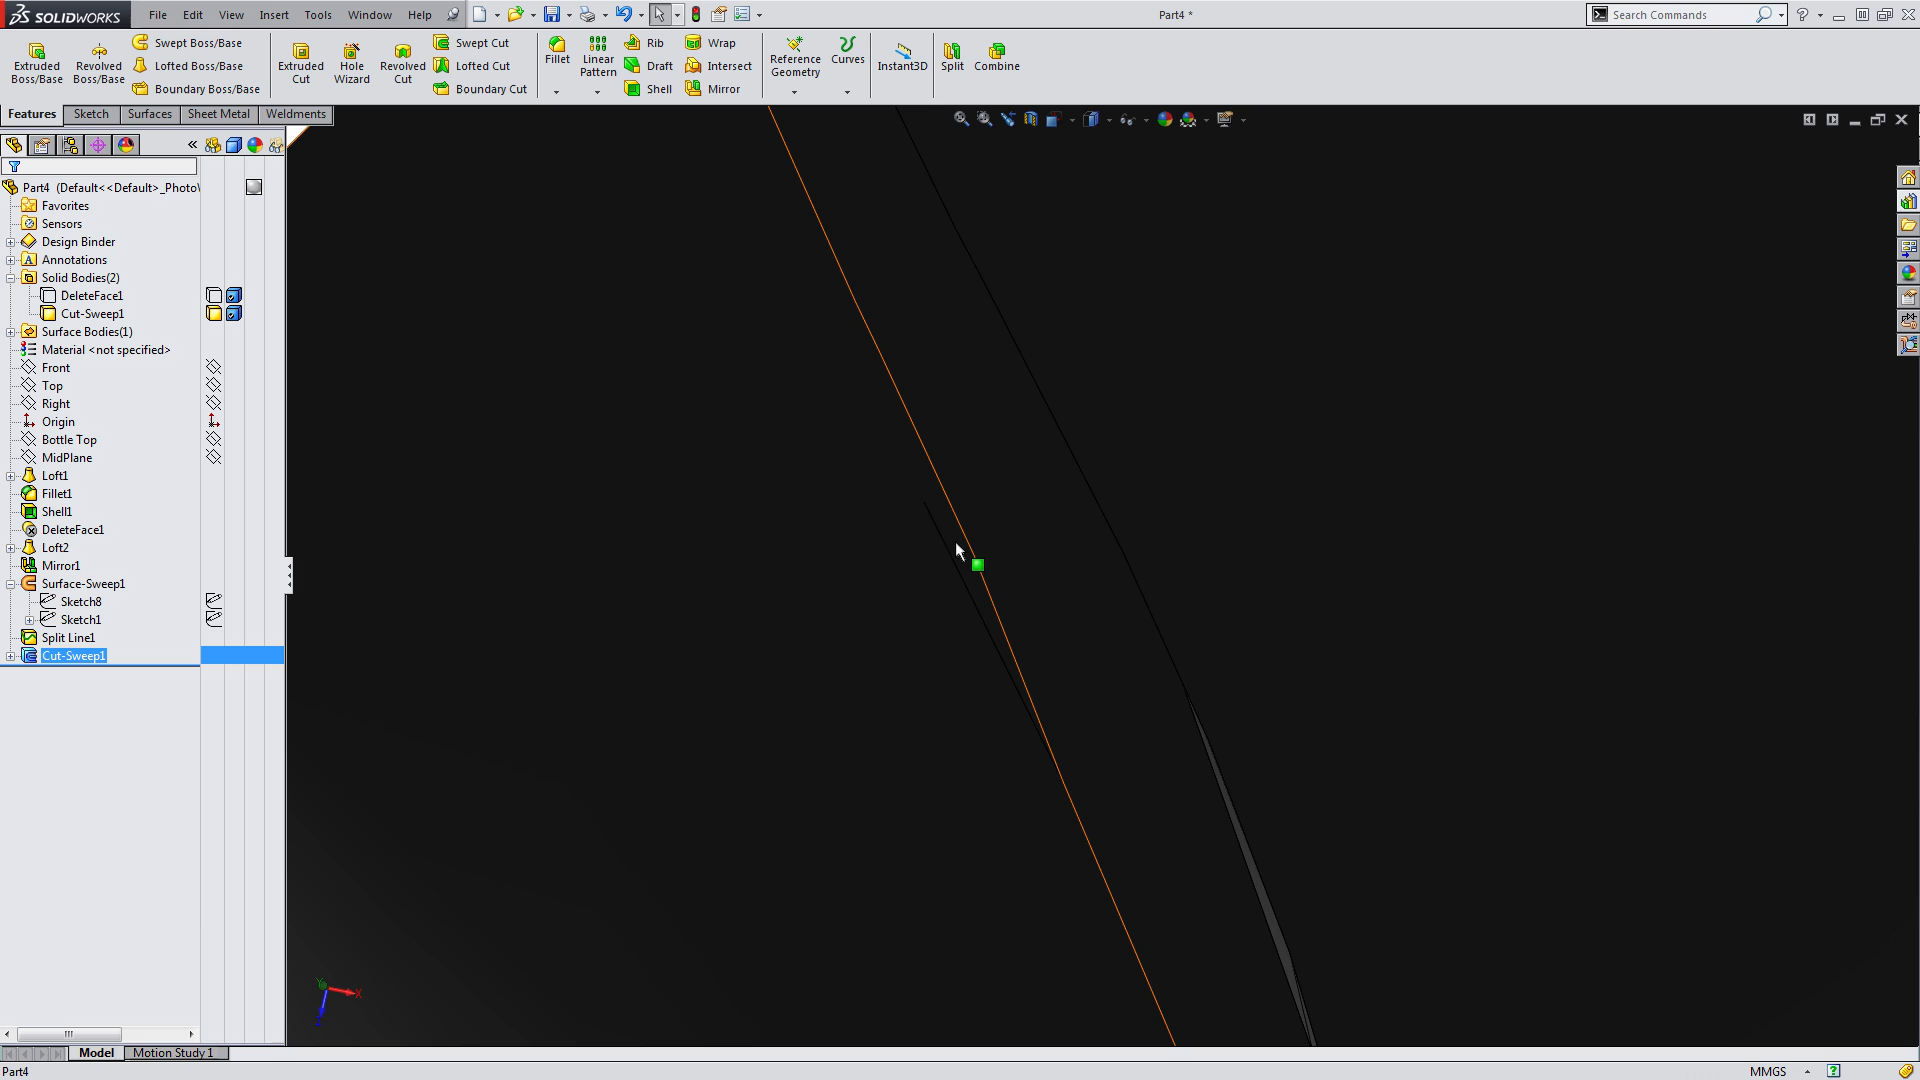 SOLIDWORKS File Edit View Insert Tools Window Help Part4 * Search Commands
Extruded Boss/Base
Revolved Boss/Base
Swept Boss/Base
Lofted Boss/Base
Boundary Boss/Base
Extruded Cut
Hole Wizard
Revolved Cut
Swept Cut
Lofted Cut
Boundary Cut
Fillet
Linear Pattern
Rib
Draft
Shell
Wrap
Intersect
Mirror
Reference Geometry
Curves
Instant3D
Split
Combine
Features Sketch Surfaces Sheet Metal Weldments
Part4 (Default<<Default>_Photo
Favorites
Sensors
Design Binder
Annotations
Solid Bodies(2)
DeleteFace1
Cut-Sweep1
Surface Bodies(1)
Material <not specified>
Front
Top
Right
Origin
Bottle Top
MidPlane
Loft1
Fillet1
Shell1
DeleteFace1
Loft2
Mirror1
Surface-Sweep1
Sketch8
Sketch1
Split Line1
Cut-Sweep1
Y
X
Model Motion Study 1
Part4 MMGS